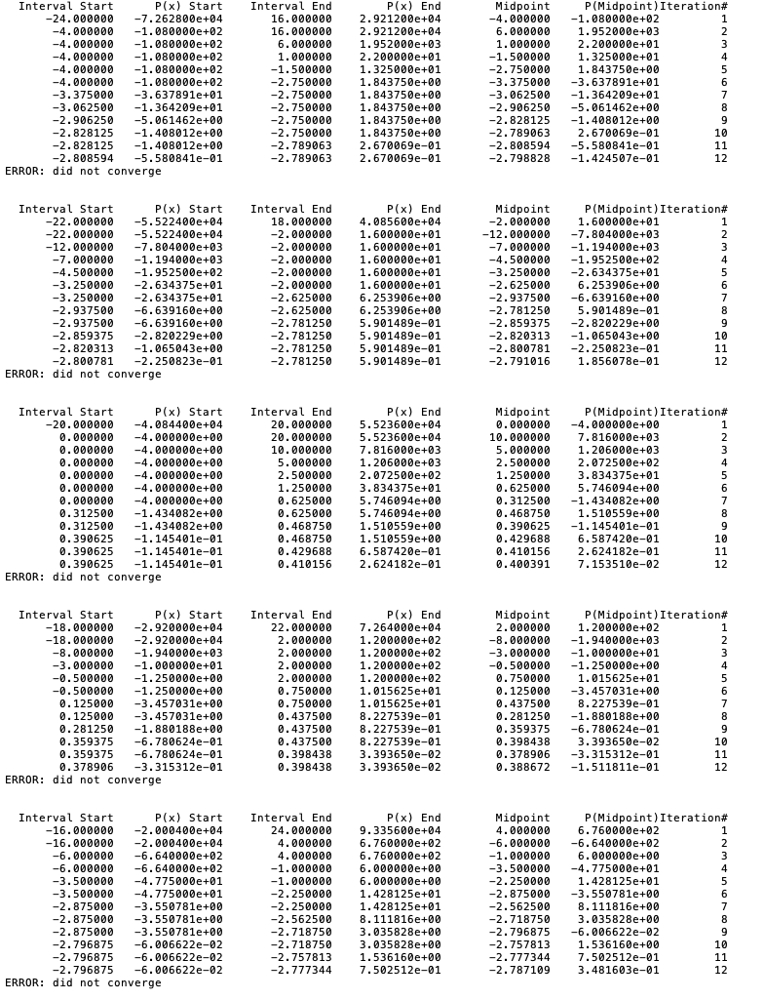 Interval Start P(x) Start Interval End P(x) End Midpoint P(Midpoint)Iteration#
-24.000000 -7.262800e+04 16.000000 2.921200e+04 -4.000000 -1.080000e+02 1
-4.000000 -1.080000e+02 16.000000 2.921200e+04 6.000000 1.952000e+03 2
-4.000000 -1.080000e+02 6.000000 1.952000e+03 1.000000 2.200000e+01 3
-4.000000 -1.080000e+02 1.000000 2.200000e+01 -1.500000 1.325000e+01 4
-4.000000 -1.080000e+02 -1.500000 1.325000e+01 -2.750000 1.843750e+00 5
-4.000000 -1.080000e+02 -2.750000 1.843750e+00 -3.375000 -3.637891e+01 6
-3.375000 -3.637891e+01 -2.750000 1.843750e+00 -3.062500 -1.364209e+01 7
-3.062500 -1.364209e+01 -2.750000 1.843750e+00 -2.906250 -5.061462e+00 8
-2.906250 -5.061462e+00 -2.750000 1.843750e+00 -2.828125 -1.408012e+00 9
-2.828125 -1.408012e+00 -2.750000 1.843750e+00 -2.789063 2.670069e-01 10
-2.828125 -1.408012e+00 -2.789063 2.670069e-01 -2.808594 -5.580841e-01 11
-2.808594 -5.580841e-01 -2.789063 2.670069e-01 -2.798828 -1.424507e-01 12
ERROR: did not converge
Interval Start P(x) Start Interval End P(x) End Midpoint P(Midpoint)Iteration#
-22.000000 -5.522400e+04 18.000000 4.085600e+04 -2.000000 1.600000e+01 1
-22.000000 -5.522400e+04 -2.000000 1.600000e+01 -12.000000 -7.804000e+03 2
-12.000000 -7.804000e+03 -2.000000 1.600000e+01 -7.000000 -1.194000e+03 3
-7.000000 -1.194000e+03 -2.000000 1.600000e+01 -4.500000 -1.952500e+02 4
-4.500000 -1.952500e+02 -2.000000 1.600000e+01 -3.250000 -2.634375e+01 5
-3.250000 -2.634375e+01 -2.000000 1.600000e+01 -2.625000 6.253906e+00 6
-3.250000 -2.634375e+01 -2.625000 6.253906e+00 -2.937500 -6.639160e+00 7
-2.937500 -6.639160e+00 -2.625000 6.253906e+00 -2.781250 5.901489e-01 8
-2.937500 -6.639160e+00 -2.781250 5.901489e-01 -2.859375 -2.820229e+00 9
-2.859375 -2.820229e+00 -2.781250 5.901489e-01 -2.820313 -1.065043e+00 10
-2.820313 -1.065043e+00 -2.781250 5.901489e-01 -2.800781 -2.250823e-01 11
-2.800781 -2.250823e-01 -2.781250 5.901489e-01 -2.791016 1.856078e-01 12
ERROR: did not converge
Interval Start P(x) Start Interval End P(x) End Midpoint P(Midpoint)Iteration#
-20.000000 -4.084400e+04 20.000000 5.523600e+04 0.000000 -4.000000e+00 1
0.000000 -4.000000e+00 20.000000 5.523600e+04 10.000000 7.816000e+03 2
0.000000 -4.000000e+00 10.000000 7.816000e+03 5.000000 1.206000e+03 3
0.000000 -4.000000e+00 5.000000 1.206000e+03 2.500000 2.072500e+02 4
0.000000 -4.000000e+00 2.500000 2.072500e+02 1.250000 3.834375e+01 5
0.000000 -4.000000e+00 1.250000 3.834375e+01 0.625000 5.746094e+00 6
0.000000 -4.000000e+00 0.625000 5.746094e+00 0.312500 -1.434082e+00 7
0.312500 -1.434082e+00 0.625000 5.746094e+00 0.468750 1.510559e+00 8
0.312500 -1.434082e+00 0.468750 1.510559e+00 0.390625 -1.145401e-01 9
0.390625 -1.145401e-01 0.468750 1.510559e+00 0.429688 6.587420e-01 10
0.390625 -1.145401e-01 0.429688 6.587420e-01 0.410156 2.624182e-01 11
0.390625 -1.145401e-01 0.410156 2.624182e-01 0.400391 7.153510e-02 12
ERROR: did not converge
Interval Start P(x) Start Interval End P(x) End Midpoint P(Midpoint)Iteration#
-18.000000 -2.920000e+04 22.000000 7.264000e+04 2.000000 1.200000e+02 1
-18.000000 -2.920000e+04 2.000000 1.200000e+02 -8.000000 -1.940000e+03 2
-8.000000 -1.940000e+03 2.000000 1.200000e+02 -3.000000 -1.000000e+01 3
-3.000000 -1.000000e+01 2.000000 1.200000e+02 -0.500000 -1.250000e+00 4
-0.500000 -1.250000e+00 2.000000 1.200000e+02 0.750000 1.015625e+01 5
-0.500000 -1.250000e+00 0.750000 1.015625e+01 0.125000 -3.457031e+00 6
0.125000 -3.457031e+00 0.750000 1.015625e+01 0.437500 8.227539e-01 7
0.125000 -3.457031e+00 0.437500 8.227539e-01 0.281250 -1.880188e+00 8
0.281250 -1.880188e+00 0.437500 8.227539e-01 0.359375 -6.780624e-01 9
0.359375 -6.780624e-01 0.437500 8.227539e-01 0.398438 3.393650e-02 10
0.359375 -6.780624e-01 0.398438 3.393650e-02 0.378906 -3.315312e-01 11
0.378906 -3.315312e-01 0.398438 3.393650e-02 0.388672 -1.511811e-01 12
ERROR: did not converge
Interval Start P(x) Start Interval End P(x) End Midpoint P(Midpoint)Iteration#
-16.000000 -2.000400e+04 24.000000 9.335600e+04 4.000000 6.760000e+02 1
-16.000000 -2.000400e+04 4.000000 6.760000e+02 -6.000000 -6.640000e+02 2
-6.000000 -6.640000e+02 4.000000 6.760000e+02 -1.000000 6.000000e+00 3
-6.000000 -6.640000e+02 -1.000000 6.000000e+00 -3.500000 -4.775000e+01 4
-3.500000 -4.775000e+01 -1.000000 6.000000e+00 -2.250000 1.428125e+01 5
-3.500000 -4.775000e+01 -2.250000 1.428125e+01 -2.875000 -3.550781e+00 6
-2.875000 -3.550781e+00 -2.250000 1.428125e+01 -2.562500 8.111816e+00 7
-2.875000 -3.550781e+00 -2.562500 8.111816e+00 -2.718750 3.035828e+00 8
-2.875000 -3.550781e+00 -2.718750 3.035828e+00 -2.796875 -6.006622e-02 9
-2.796875 -6.006622e-02 -2.718750 3.035828e+00 -2.757813 1.536160e+00 10
-2.796875 -6.006622e-02 -2.757813 1.536160e+00 -2.777344 7.502512e-01 11
-2.796875 -6.006622e-02 -2.777344 7.502512e-01 -2.787109 3.481603e-01 12
ERROR: did not converge